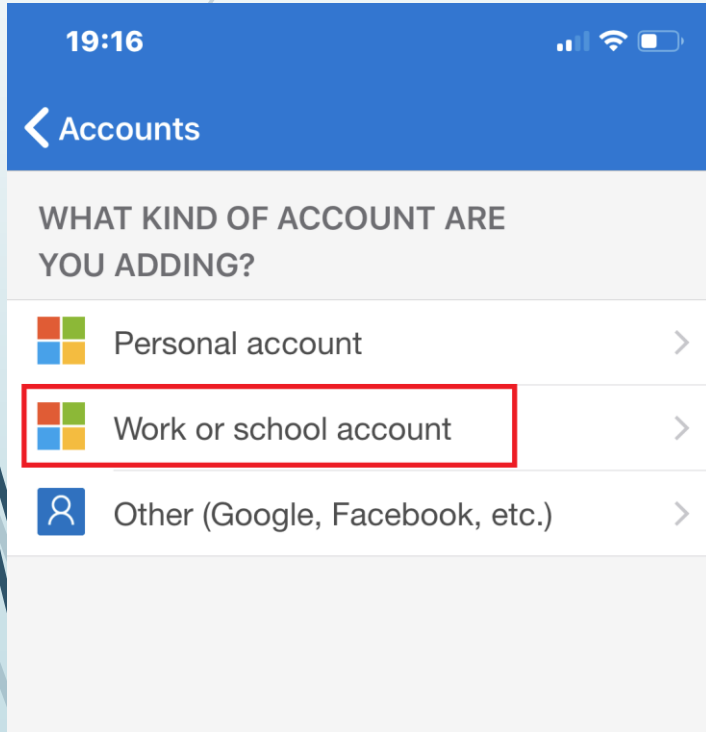 19:16
Accounts
WHAT KIND OF ACCOUNT ARE
YOU ADDING?
Personal account
Work or school account
Other (Google, Facebook, etc.)